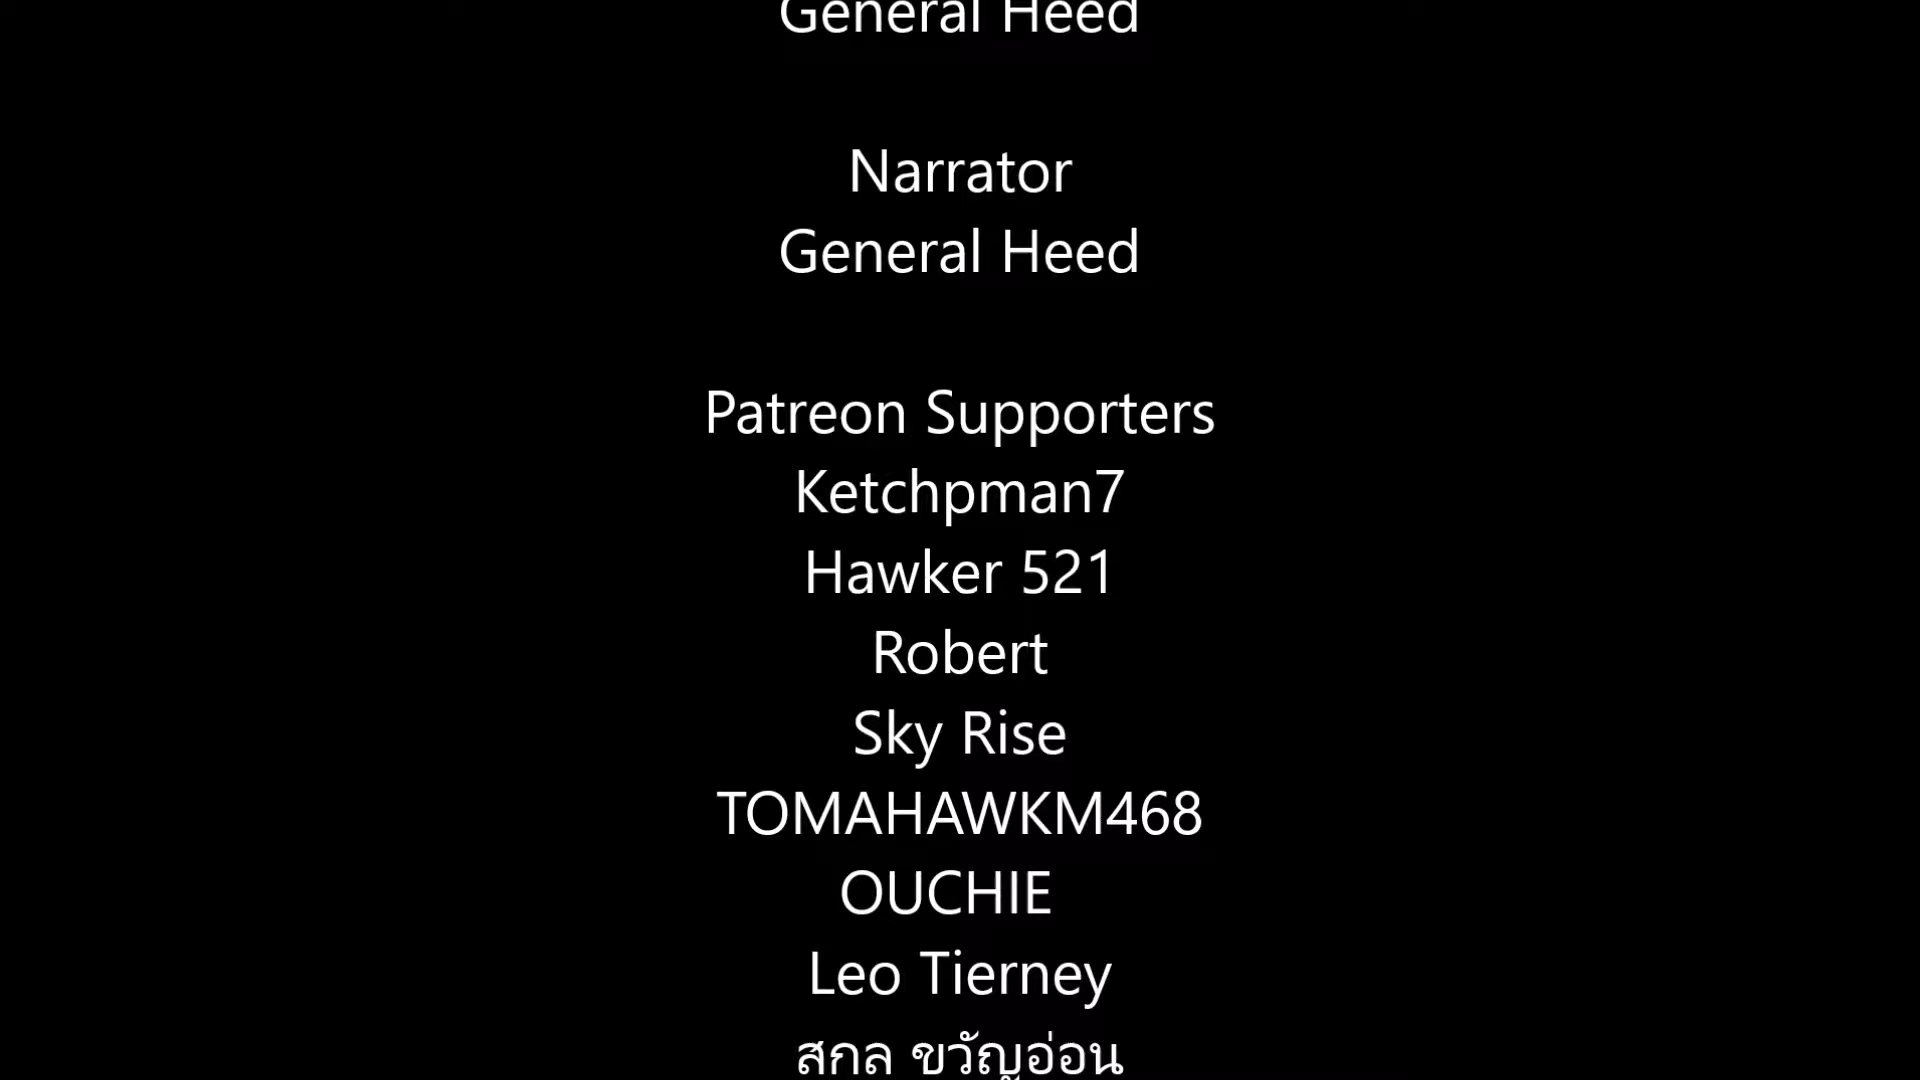 General Heed
Narrator
General Heed
Patreon Supporters
Ketchpman7
Hawker 521
Robert
Sky Rise
TOMAHAWKM468
OUCHIE
Leo Tierney
สกล ขวัญอ่อน